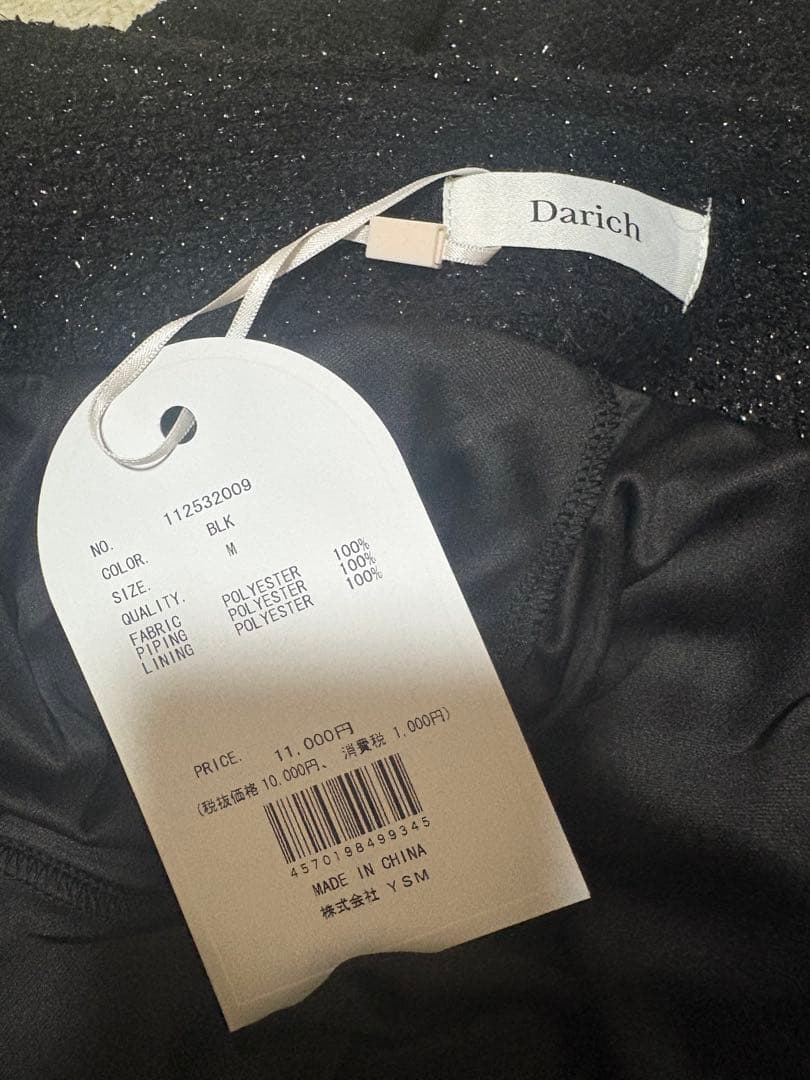 Darich
NO. 112532009
COLOR. BLK
SIZE. M
QUALITY.
FABRIC POLYESTER 100%
PIPING POLYESTER 100%
LINING POLYESTER 100%
PRICE. 11,000円
(税抜価格 10,000円、 消費税 1,000円)
4570198499345
MADE IN CHINA
株式会社 YSM